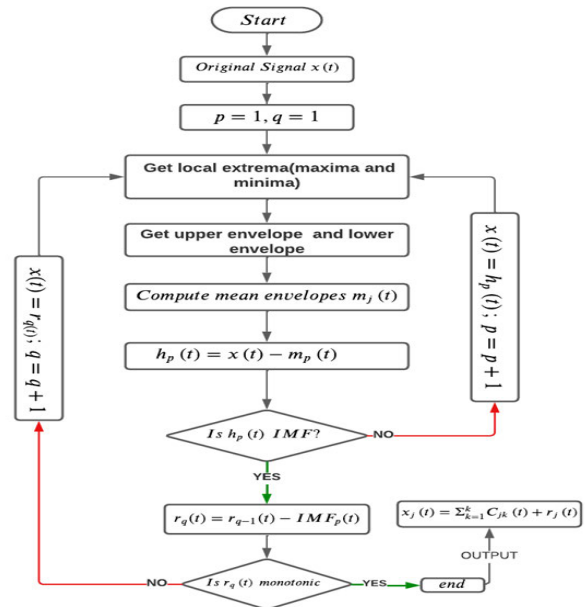 Start
Original Signal x(t)
p = 1, q = 1
Get local extrema(maxima and
minima)
Get upper envelope and lower
envelope
Compute mean envelopes m_j(t)
h_p(t) = x(t) − m_p(t)
x(t) = r_q(t); q = q + 1
x(t) = h_p(t); p = p + 1
Is h_p(t) IMF?
NO
YES
r_q(t) = r_{q−1}(t) − IMF_p(t)
x_j(t) = Σ_{k=1}^{k} C_{jk}(t) + r_j(t)
OUTPUT
Is r_q(t) monotonic
NO
YES
end